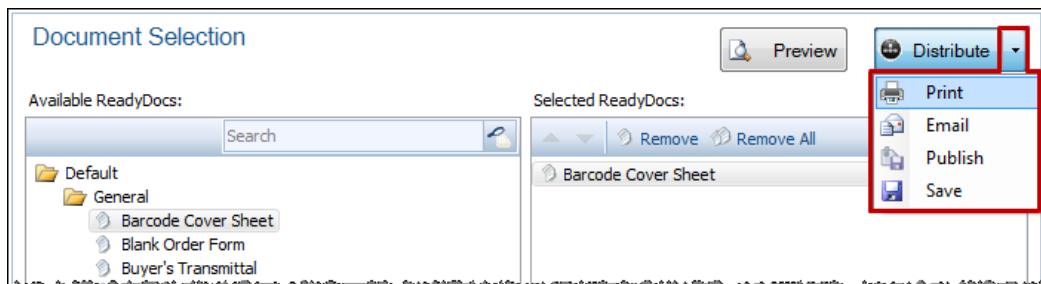 Document Selection
Preview
Distribute
Print
Email
Publish
Save
Available ReadyDocs:
Search
Default
General
Barcode Cover Sheet
Blank Order Form
Buyer's Transmittal
Selected ReadyDocs:
Remove Remove All
Barcode Cover Sheet